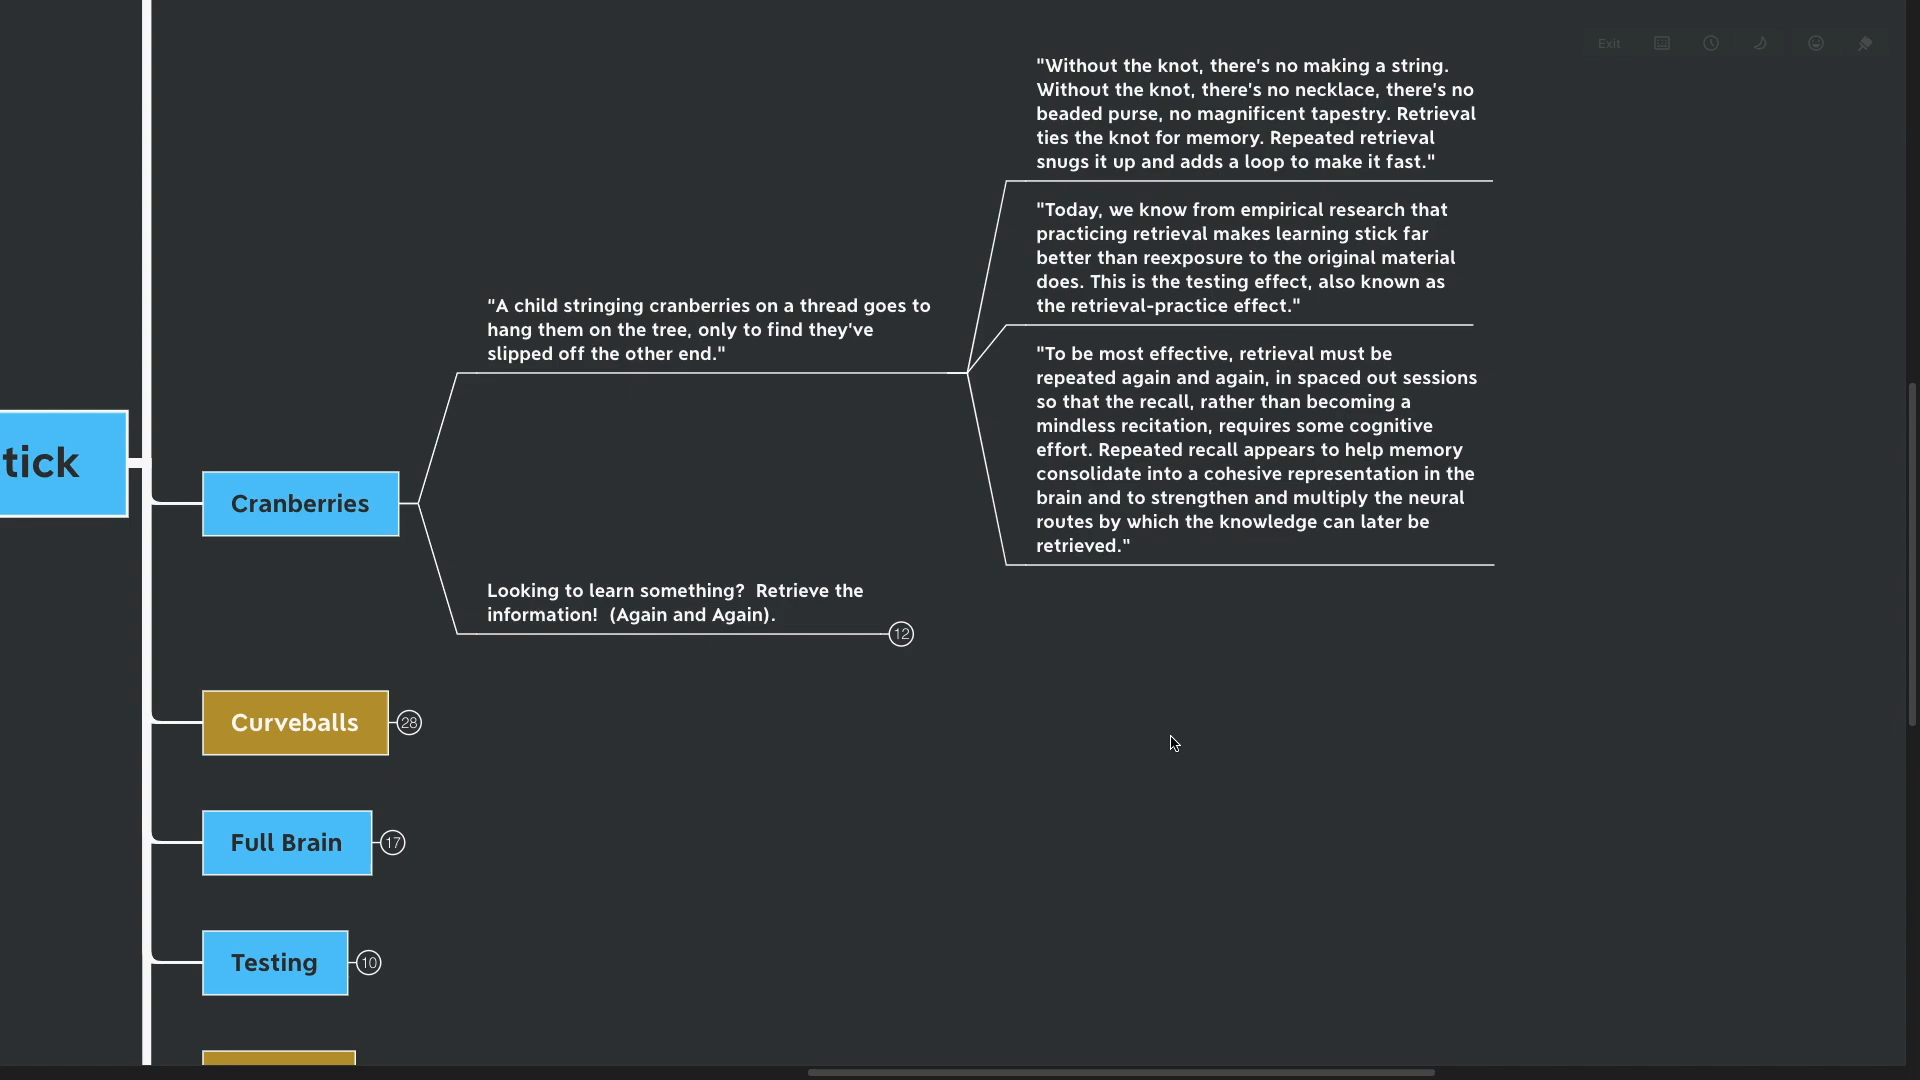 Exit
"Without the knot, there's no making a string.
Without the knot, there's no necklace, there's no
beaded purse, no magnificent tapestry. Retrieval
ties the knot for memory. Repeated retrieval
snugs it up and adds a loop to make it fast."
"Today, we know from empirical research that
practicing retrieval makes learning stick far
better than reexposure to the original material
does. This is the testing effect, also known as
the retrieval-practice effect."
"A child stringing cranberries on a thread goes to
hang them on the tree, only to find they've
slipped off the other end."
"To be most effective, retrieval must be
repeated again and again, in spaced out sessions
so that the recall, rather than becoming a
mindless recitation, requires some cognitive
effort. Repeated recall appears to help memory
consolidate into a cohesive representation in the
brain and to strengthen and multiply the neural
routes by which the knowledge can later be
retrieved."
tick
Cranberries
Looking to learn something?  Retrieve the
information!  (Again and Again).
12
Curveballs
28
Full Brain
17
Testing
10